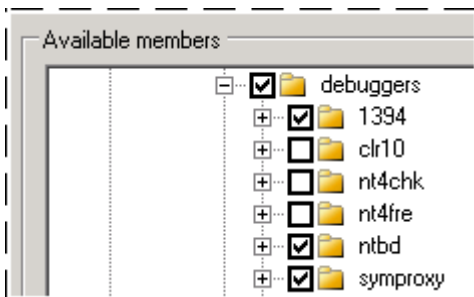 Available members
debuggers
1394
clr10
nt4chk
nt4fre
ntbd
symproxy